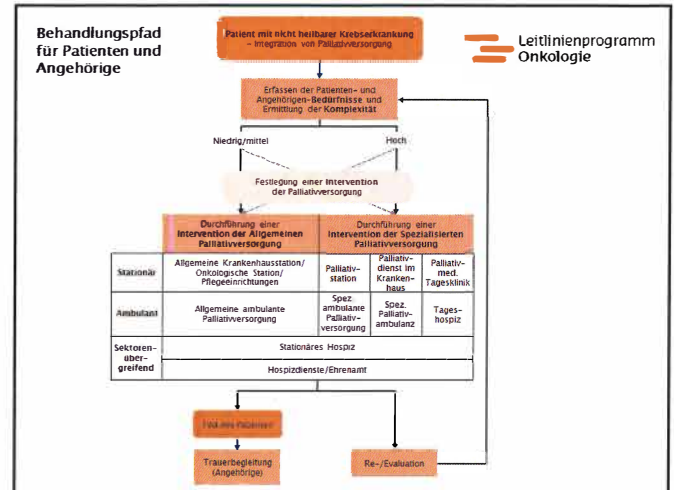 Behandlungspfad
für Patienten und
Angehörige
Patient mit nicht heilbarer Krebserkrankung
– Integration von Palliativversorgung
Leitlinienprogramm
Onkologie
Erfassen der Patienten- und
Angehörigen-Bedürfnisse und
Ermittlung der Komplexität
Niedrig/mittel
Hoch
Festlegung einer Intervention
der Palliativversorgung
Durchführung einer
Intervention der Allgemeinen
Palliativversorgung
Durchführung einer
Intervention der Spezialisierten
Palliativversorgung
Stationär
Allgemeine Krankenhausstation/
Onkologische Station/
Pflegeeinrichtungen
Palliativ-
station
Palliativ-
dienst im
Kranken-
haus
Palliativ-
med.
Tagesklinik
Ambulant
Allgemeine ambulante
Palliativversorgung
Spez.
ambulante
Palliativ-
versorgung
Spez.
Palliativ-
ambulanz
Tages-
hospiz
Sektoren-
über-
greifend
Stationäres Hospiz
Hospizdienste/Ehrenamt
Tod des Patienten
Trauerbegleitung
(Angehörige)
Re-/Evaluation